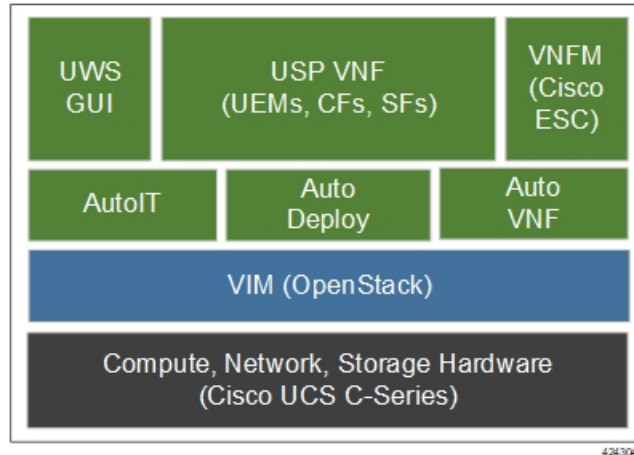 UWS
GUI
USP VNF
(UEMs, CFs, SFs)
VNFM
(Cisco
ESC)
AutoIT
Auto
Deploy
Auto
VNF
VIM (OpenStack)
Compute, Network, Storage Hardware
(Cisco UCS C-Series)